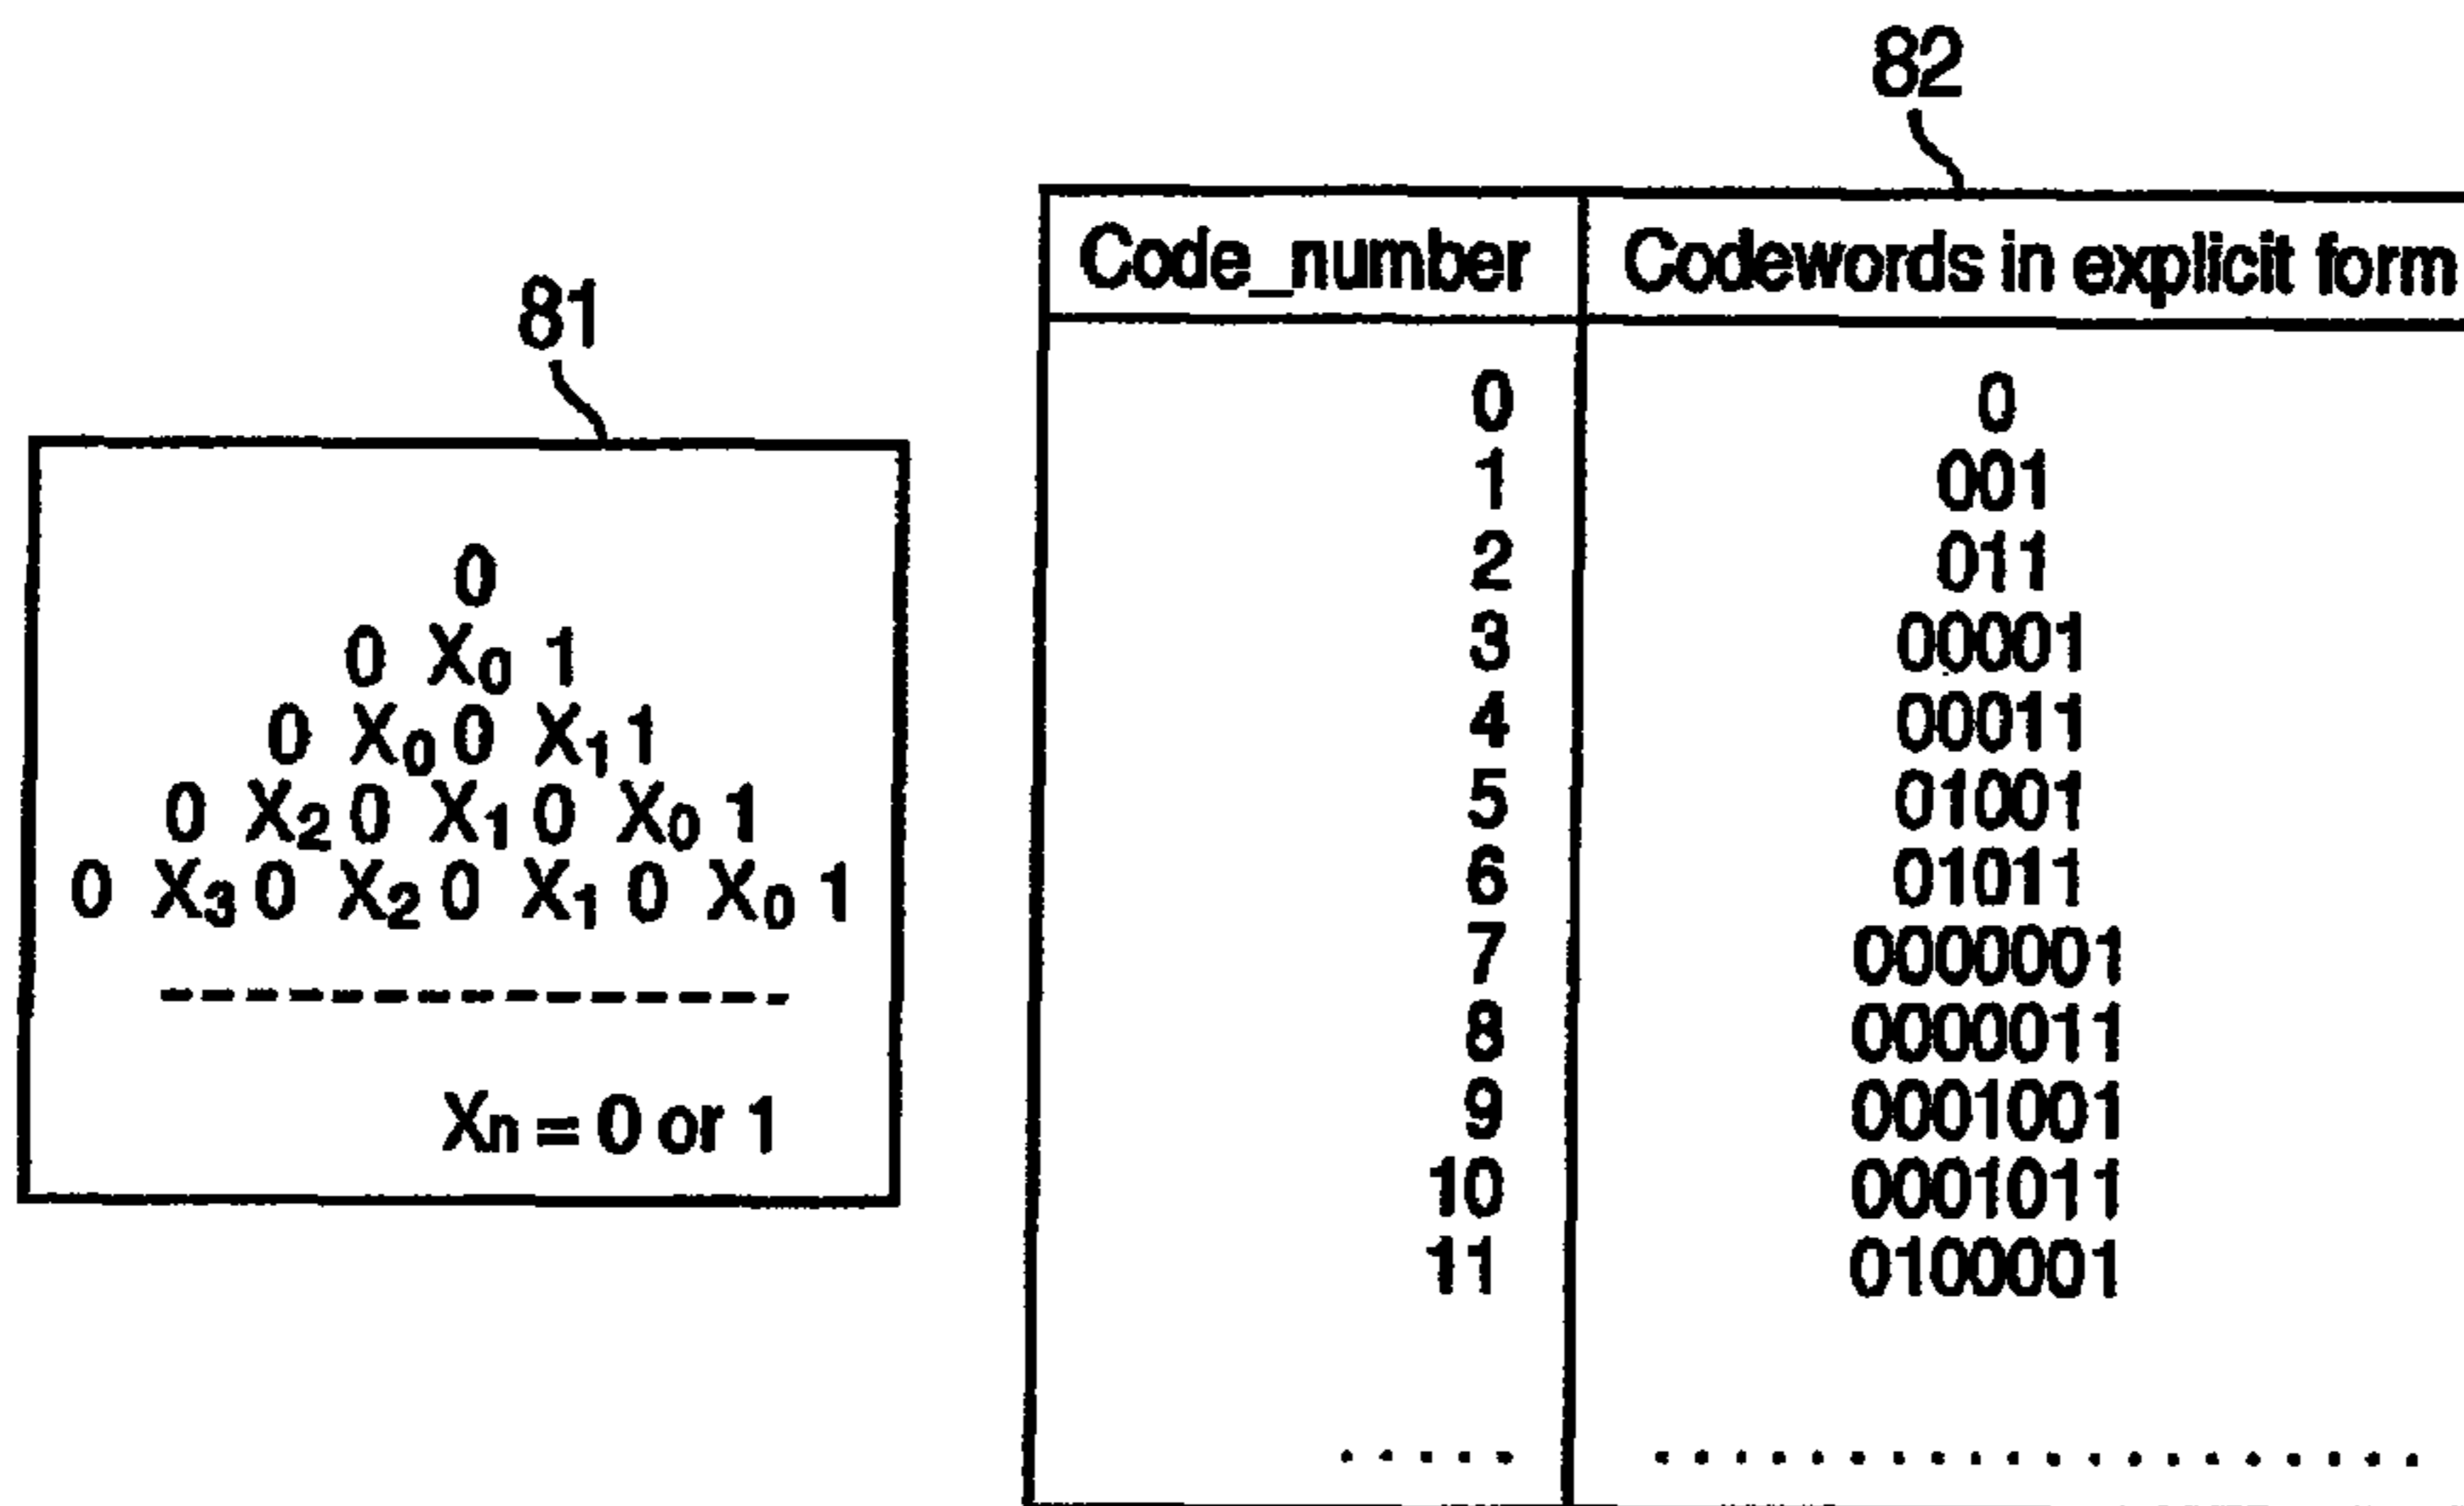 82
Code_number Codewords in explicit form
81
0 0
1 001
2 011
3 00001
4 00011
5 01001
6 01011
7 0000001
8 0000011
9 0001001
10 0001011
11 0100001
. . . . . . . . . . . . . . . . . . . . . . . . .
0
0 X0 1
0 X0 0 X1 1
0 X2 0 X1 0 X0 1
0 X3 0 X2 0 X1 0 X0 1
Xn = 0 or 1